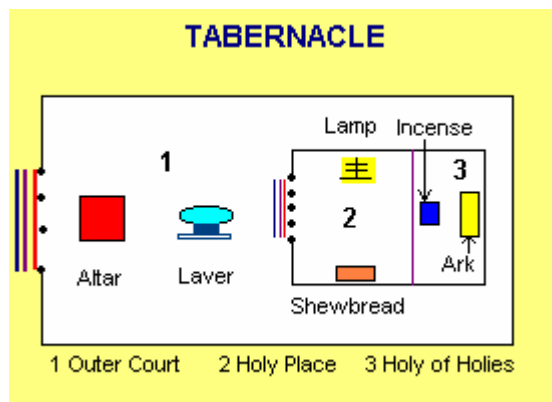 TABERNACLE
Lamp Incense
1
3
2
Altar
Laver
Ark
Shewbread
1 Outer Court 2 Holy Place 3 Holy of Holies